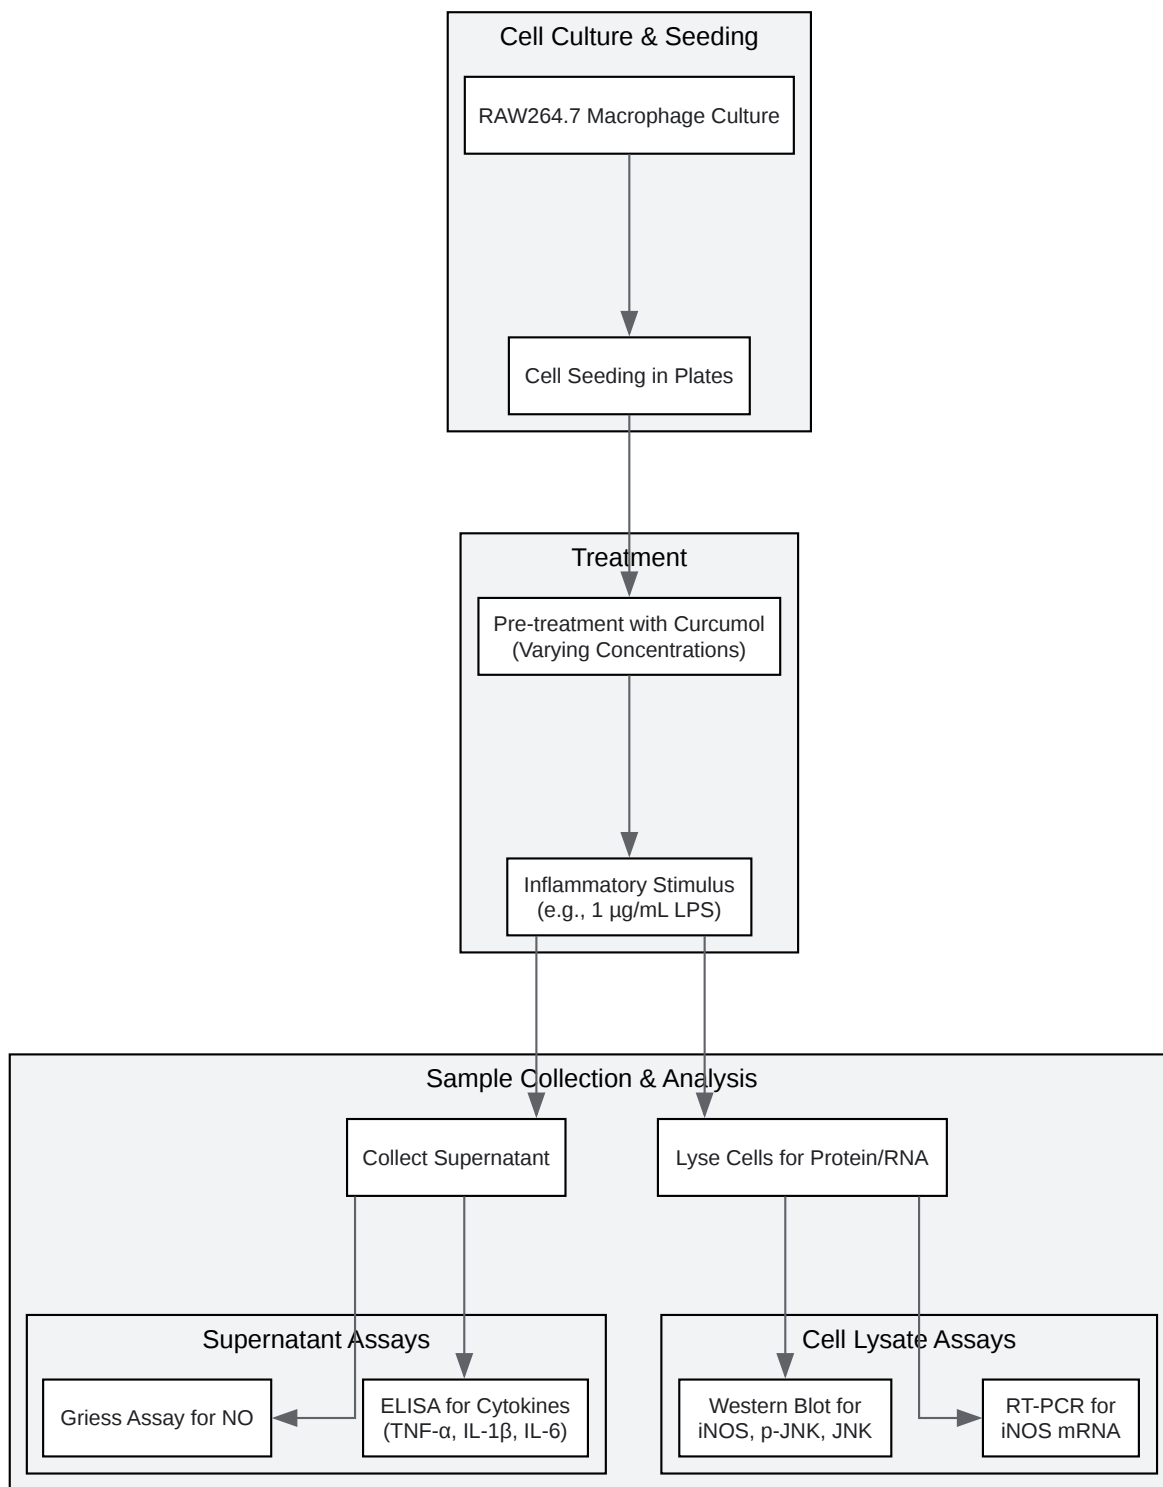 Cell Culture & Seeding
RAW264.7 Macrophage Culture
Cell Seeding in Plates
Treatment
Pre-treatment with Curcumol
(Varying Concentrations)
Inflammatory Stimulus
(e.g., 1 µg/mL LPS)
Sample Collection & Analysis
Collect Supernatant
Lyse Cells for Protein/RNA
Supernatant Assays
Griess Assay for NO
ELISA for Cytokines
(TNF-α, IL-1β, IL-6)
Cell Lysate Assays
Western Blot for
iNOS, p-JNK, JNK
RT-PCR for
iNOS mRNA